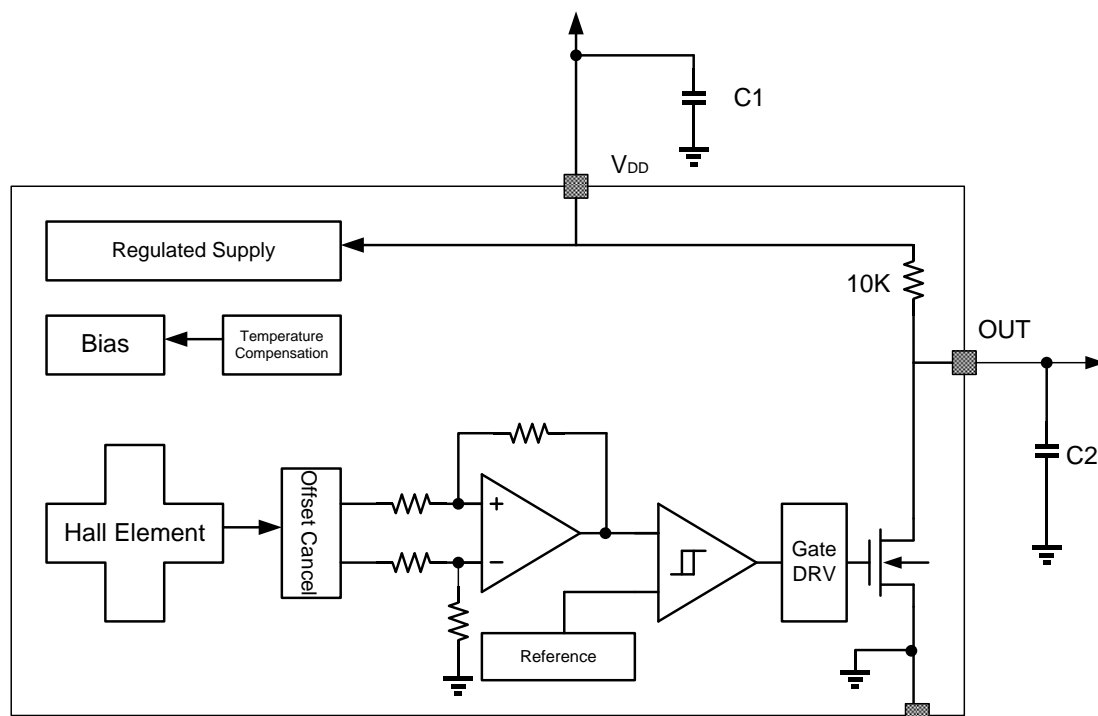 C1
VDD
Regulated Supply
10K
OUT
Bias
Temperature
Compensation
C2
Hall Element
Offset Cancel
+
−
Gate
DRV
Reference